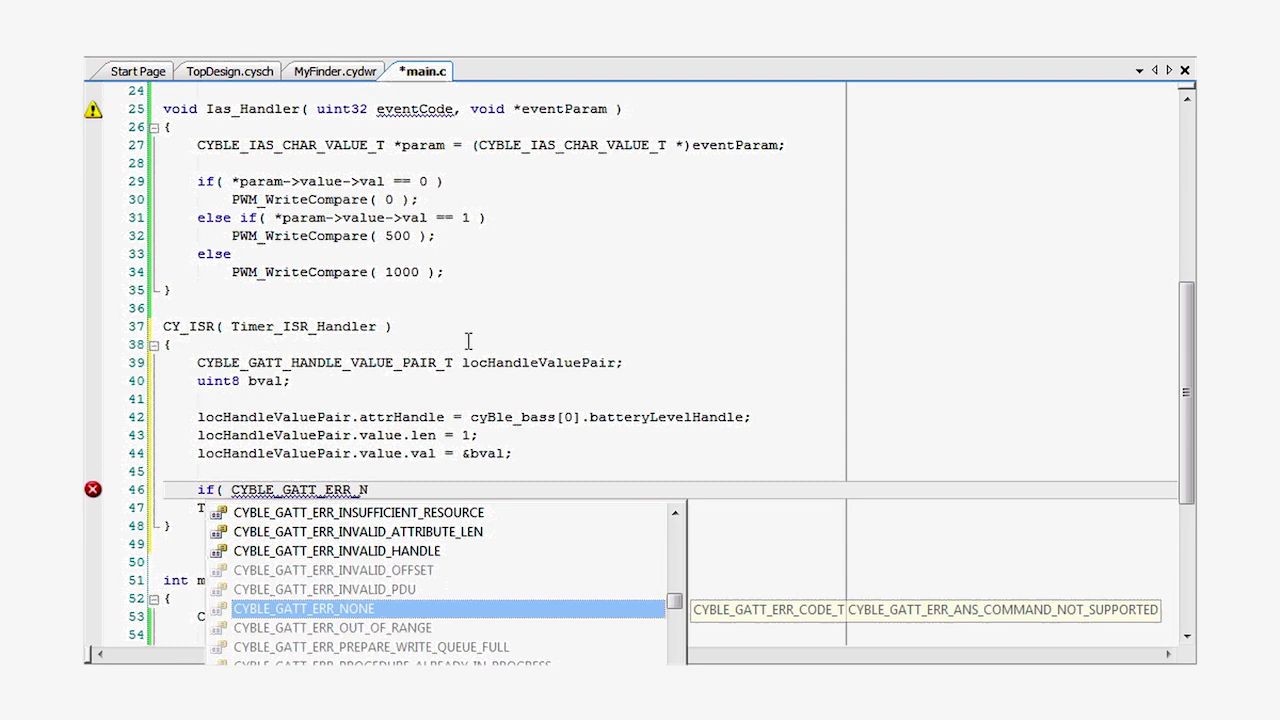 Start Page TopDesign.cysch MyFinder.cydwr *main.c
24
25 void Ias_Handler( uint32 eventCode, void *eventParam )
26 {
27 CYBLE_IAS_CHAR_VALUE_T *param = (CYBLE_IAS_CHAR_VALUE_T *)eventParam;
28
29 if( *param->value->val == 0 )
30 PWM_WriteCompare( 0 );
31 else if( *param->value->val == 1 )
32 PWM_WriteCompare( 500 );
33 else
34 PWM_WriteCompare( 1000 );
35 }
36
37 CY_ISR( Timer_ISR_Handler )
38 {
39 CYBLE_GATT_HANDLE_VALUE_PAIR_T locHandleValuePair;
40 uint8 bval;
41
42 locHandleValuePair.attrHandle = cyBle_bass[0].batteryLevelHandle;
43 locHandleValuePair.value.len = 1;
44 locHandleValuePair.value.val = &bval;
45
46 if( CYBLE_GATT_ERR_N
47 T
48 }
49
50
51 int m
52 {
53 C
54
CYBLE_GATT_ERR_INSUFFICIENT_RESOURCE
CYBLE_GATT_ERR_INVALID_ATTRIBUTE_LEN
CYBLE_GATT_ERR_INVALID_HANDLE
CYBLE_GATT_ERR_INVALID_OFFSET
CYBLE_GATT_ERR_INVALID_PDU
CYBLE_GATT_ERR_NONE
CYBLE_GATT_ERR_OUT_OF_RANGE
CYBLE_GATT_ERR_PREPARE_WRITE_QUEUE_FULL
CYBLE_GATT_ERR_PROCEDURE_ALREADY_IN_PROGRESS
CYBLE_GATT_ERR_CODE_T CYBLE_GATT_ERR_ANS_COMMAND_NOT_SUPPORTED